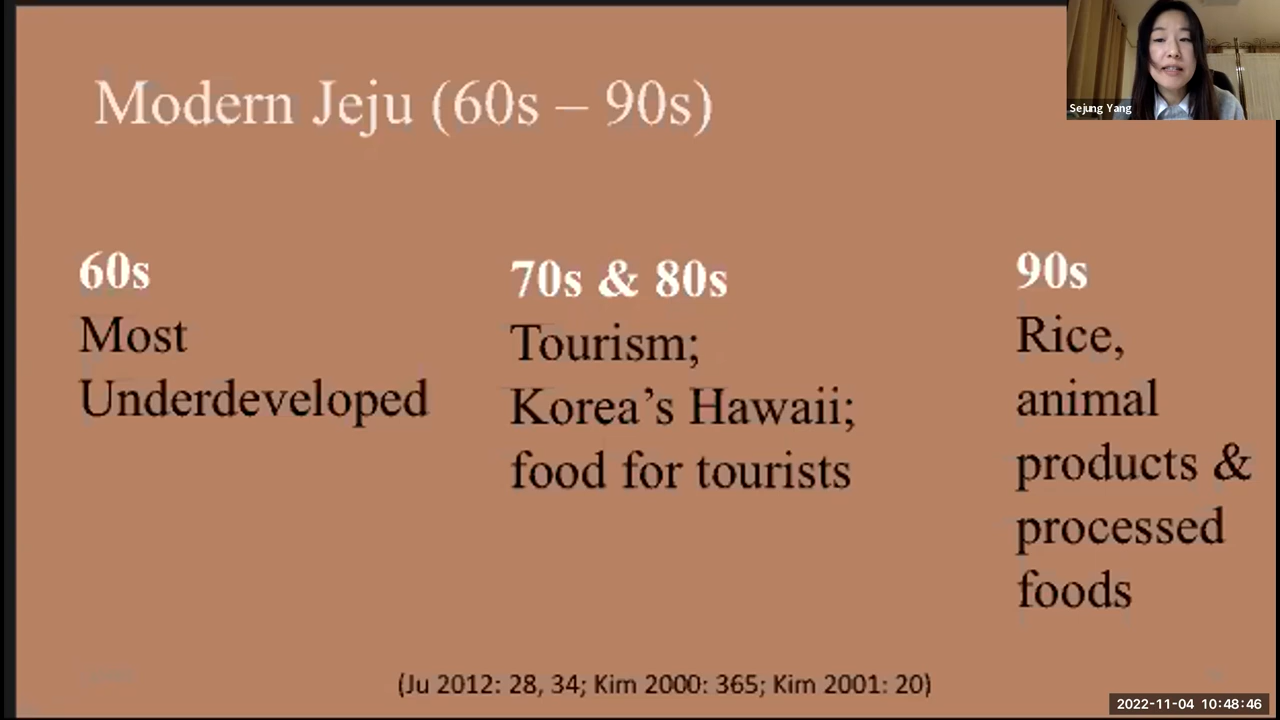 Sejung Yang
Modern Jeju (60s – 90s)
60s
Most
Underdeveloped
70s & 80s
Tourism;
Korea’s Hawaii;
food for tourists
90s
Rice,
animal
products &
processed
foods
(Ju 2012: 28, 34; Kim 2000: 365; Kim 2001: 20)
2022-11-04 10:48:46